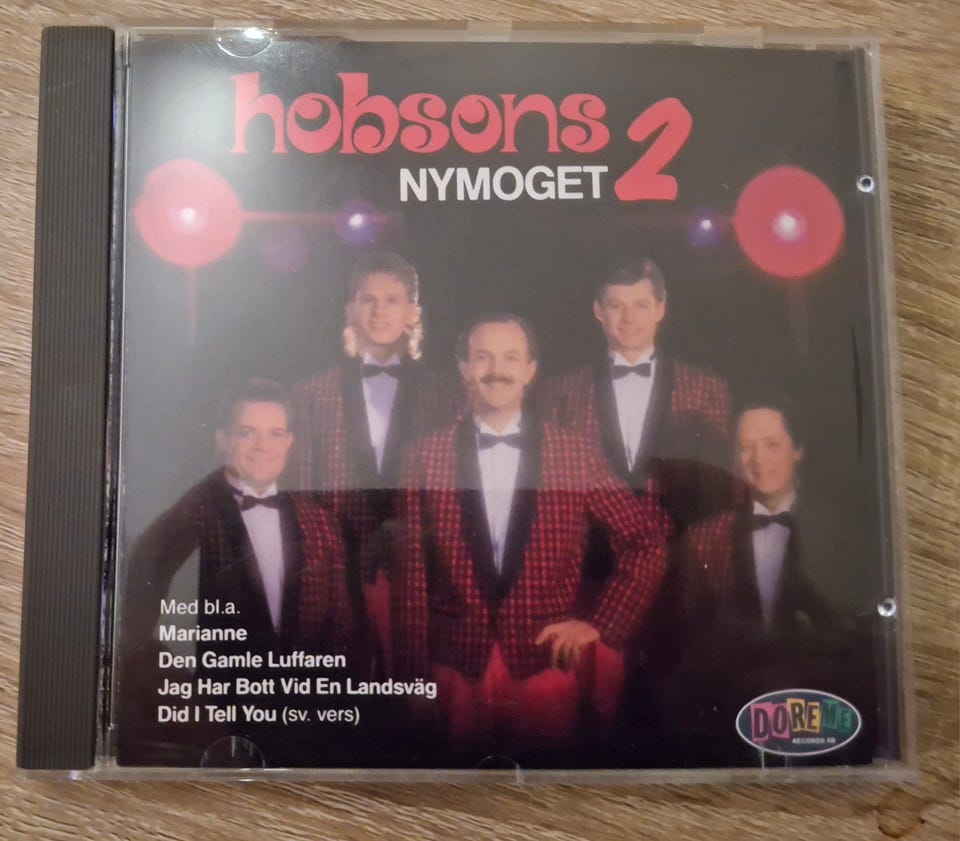 hobsons
NYMOGET 2
Med bl.a.
Marianne
Den Gamle Luffaren
Jag Har Bott Vid En Landsväg
Did I Tell You (sv. vers)
DOREME
RECORDS AB